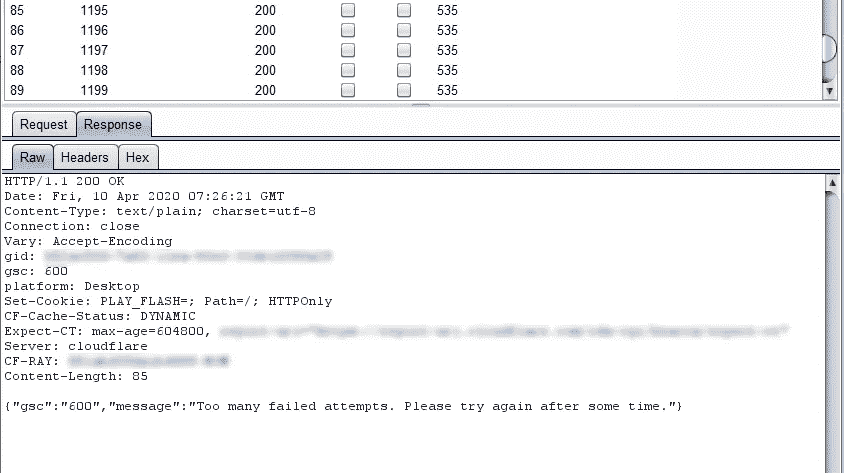 85 1195 200 535
86 1196 200 535
87 1197 200 535
88 1198 200 535
89 1199 200 535
Request Response
Raw Headers Hex
HTTP/1.1 200 OK
Date: Fri, 10 Apr 2020 07:26:21 GMT
Content-Type: text/plain; charset=utf-8
Connection: close
Vary: Accept-Encoding
gid:
gsc: 600
platform: Desktop
Set-Cookie: PLAY_FLASH=; Path=/; HTTPOnly
CF-Cache-Status: DYNAMIC
Expect-CT: max-age=604800,
Server: cloudflare
CF-RAY:
Content-Length: 85
{"gsc":"600","message":"Too many failed attempts. Please try again after some time."}